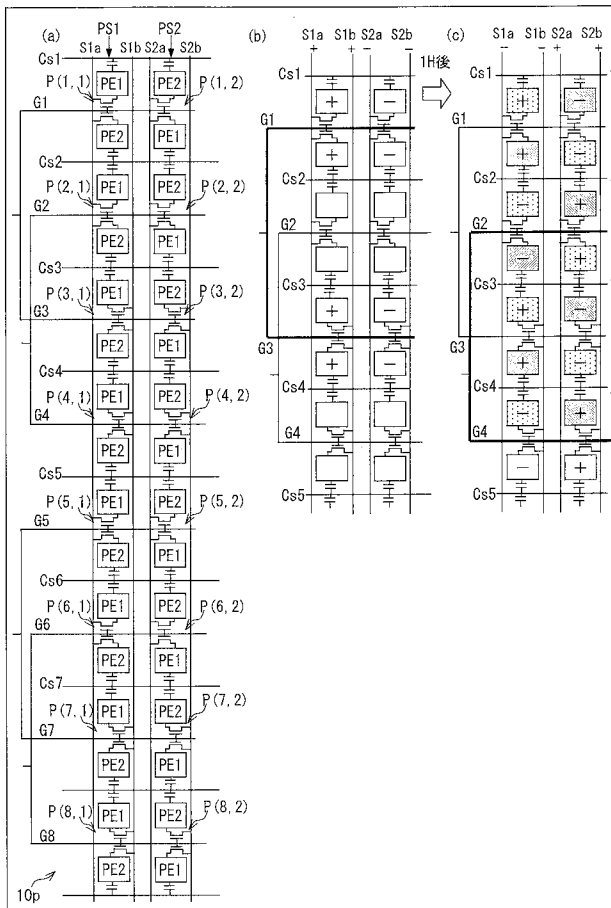 (a)
PS1 PS2
S1a S1b S2a S2b
Cs1
PE1 PE2
P(1, 1) P(1, 2)
G1
PE2 PE1
Cs2
PE1 PE2
P(2, 1) P(2, 2)
G2
PE2 PE1
Cs3
PE1 PE2
P(3, 1) P(3, 2)
G3
PE2 PE1
Cs4
PE1 PE2
P(4, 1) P(4, 2)
G4
PE2 PE1
Cs5
PE1 PE2
P(5, 1) P(5, 2)
G5
PE2 PE1
Cs6
PE1 PE2
P(6, 1) P(6, 2)
G6
PE2 PE1
Cs7
PE1 PE2
P(7, 1) P(7, 2)
G7
PE2 PE1
PE1 PE2
P(8, 1) P(8, 2)
G8
PE2 PE1
10p
(b)
S1a S1b S2a S2b
+ + − −
Cs1
+ −
G1
+ −
Cs2
G2
Cs3
+ −
G3
+ −
Cs4
Cs5
1H後
(c)
S1a S1b S2a S2b
− − + +
Cs1
+ −
G1
+ −
Cs2
− +
G2
− +
Cs3
+ −
G3
+ −
Cs4
− +
G4
− +
Cs5